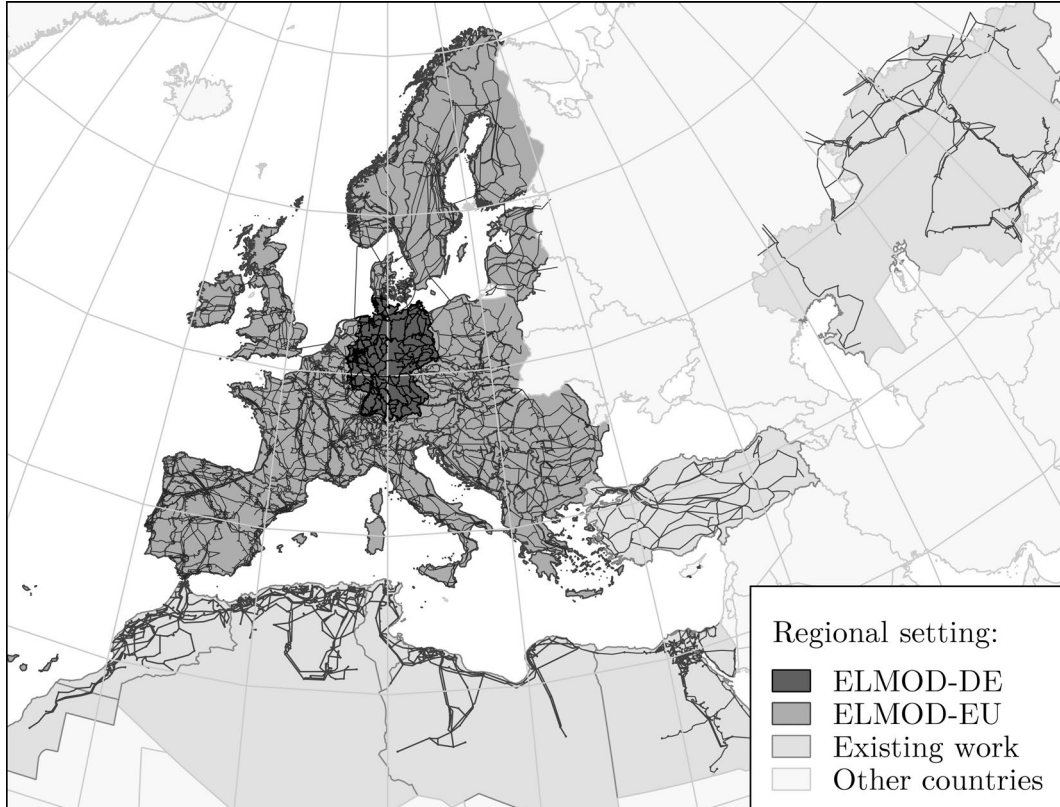 Regional setting:
ELMOD-DE
ELMOD-EU
Existing work
Other countries